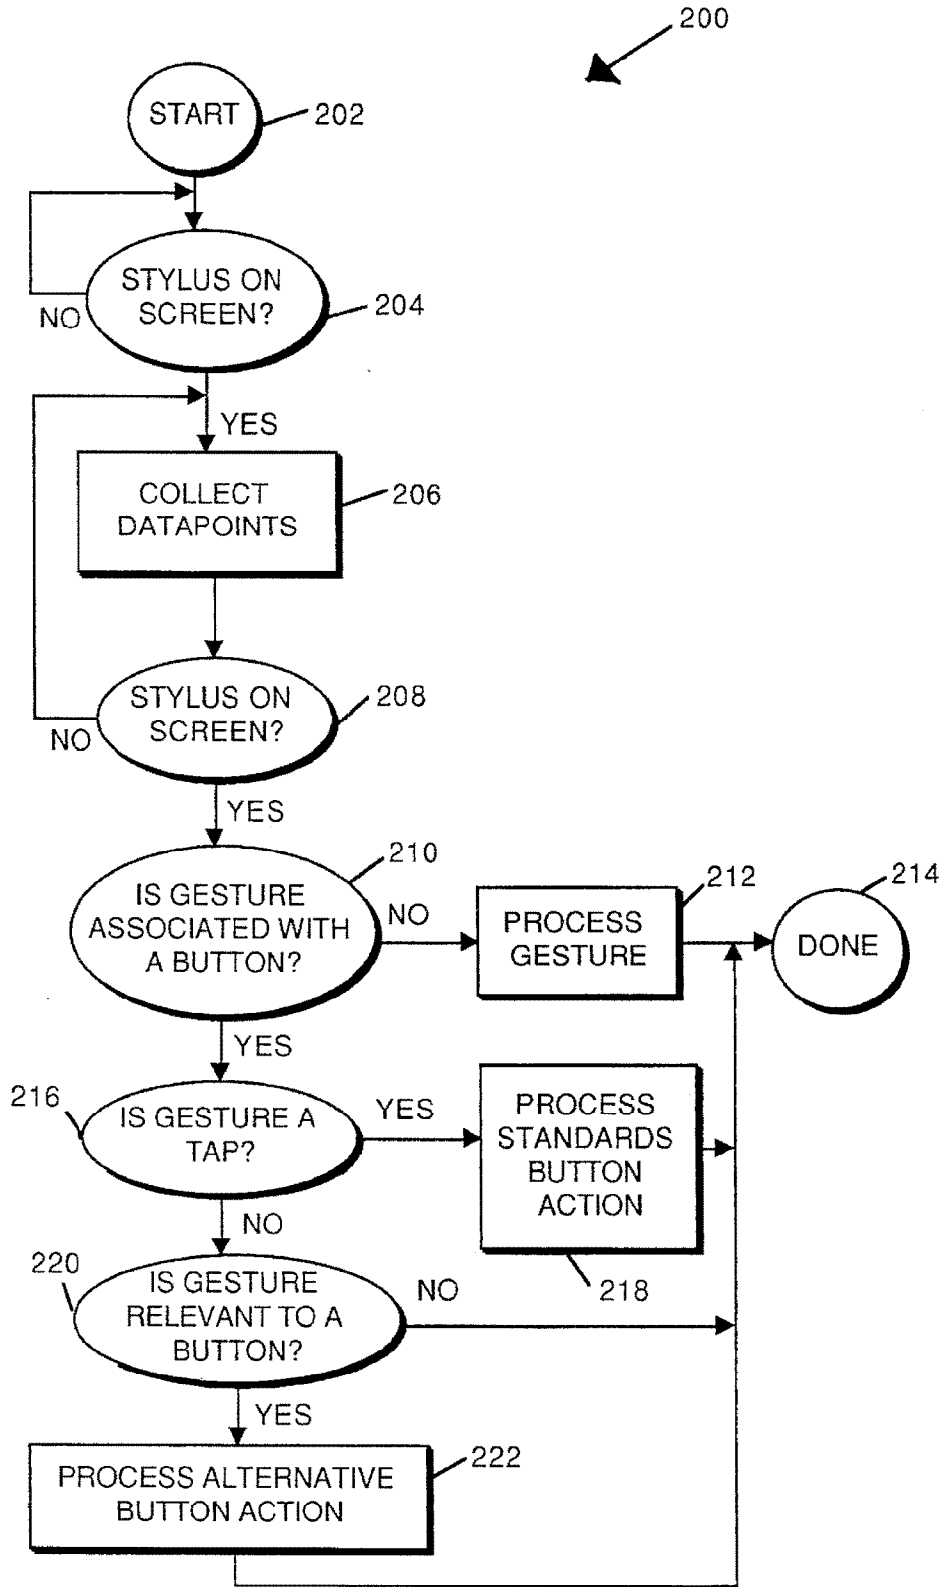 200
START
202
STYLUS ON
SCREEN?
204
NO
YES
COLLECT
DATAPOINTS
206
STYLUS ON
SCREEN?
208
NO
YES
210
IS GESTURE
ASSOCIATED WITH
A BUTTON?
NO
PROCESS
GESTURE
212
DONE
214
YES
216
IS GESTURE A
TAP?
YES
PROCESS
STANDARDS
BUTTON
ACTION
218
NO
220
IS GESTURE
RELEVANT TO A
BUTTON?
NO
YES
PROCESS ALTERNATIVE
BUTTON ACTION
222